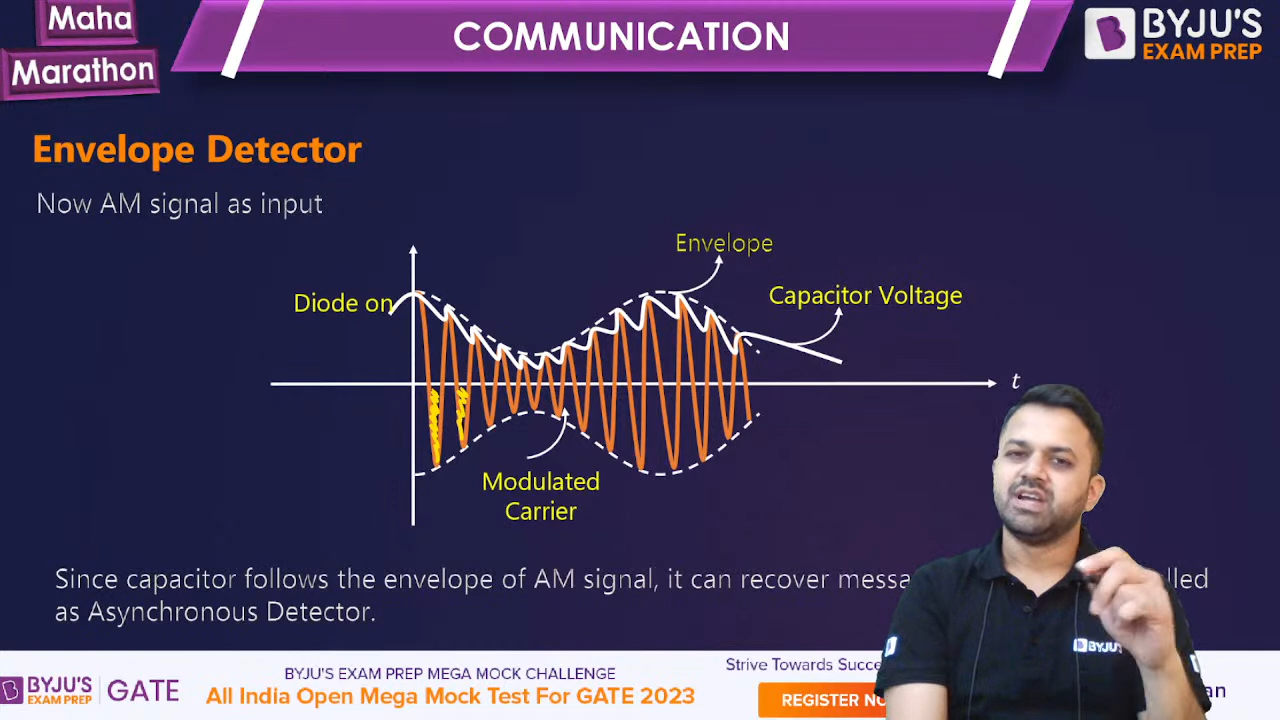 Maha
Marathon
COMMUNICATION
BYJU'S
EXAM PREP
Envelope Detector
Now AM signal as input
Envelope
Diode on
Capacitor Voltage
t
Modulated
Carrier
Since capacitor follows the envelope of AM signal, it can recover
as Asynchronous Detector.
BYJU'S
EXAM PREP
GATE
BYJU'S EXAM PREP MEGA MOCK CHALLENGE
All India Open Mega Mock Test For GATE 2023
Strive Towards
REGISTER
BYJU'S